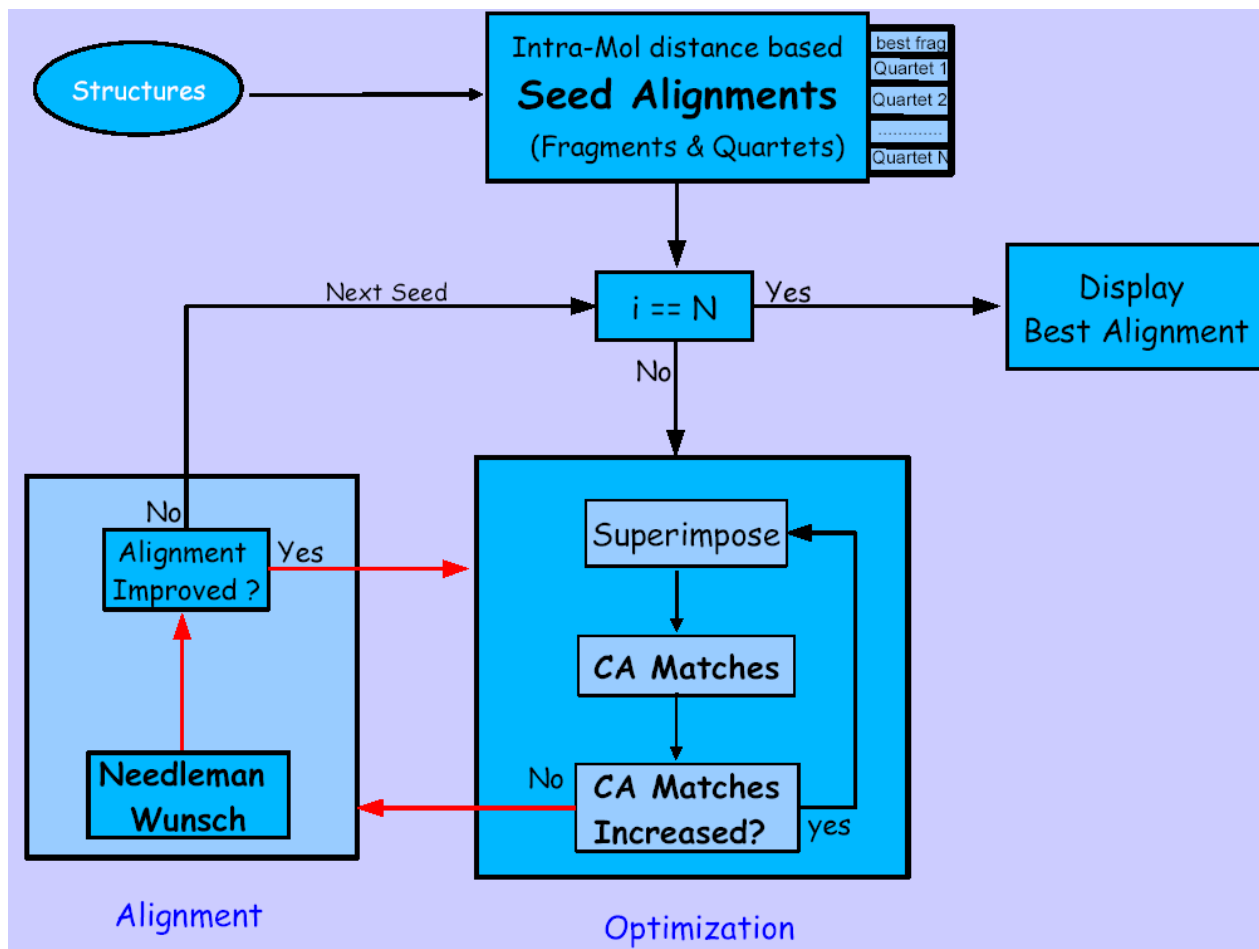 Structures
Intra-Mol distance based
Seed Alignments
(Fragments & Quartets)
best frag
Quartet 1
Quartet 2
.............
Quartet N
Next Seed
i == N
Yes
Display
Best Alignment
No
No
Alignment
Improved ?
Yes
Needleman
Wunsch
Alignment
Superimpose
CA Matches
No
CA Matches
Increased?
yes
Optimization